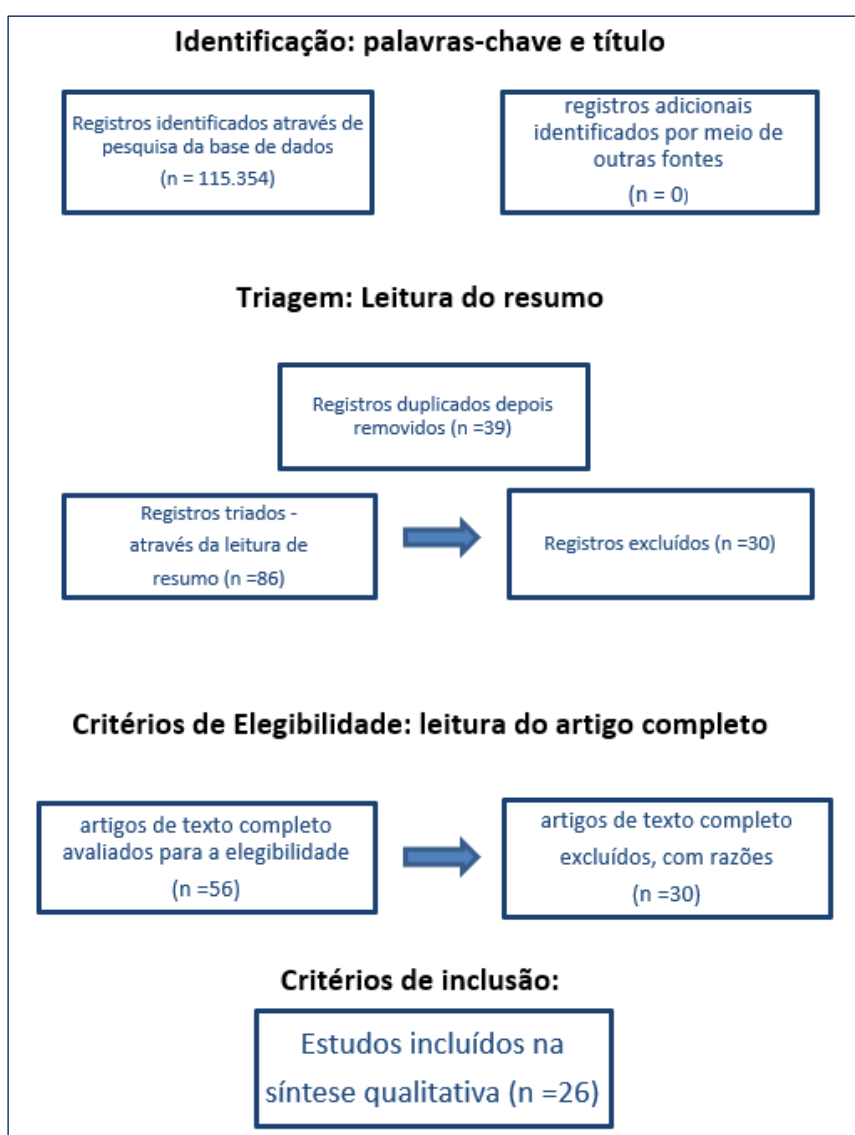 Identificação: palavras-chave e título
Registros identificados através de
pesquisa da base de dados
(n = 115.354)
registros adicionais
identificados por meio de
outras fontes
(n = 0)
Triagem: Leitura do resumo
Registros duplicados depois
removidos (n =39)
Registros triados -
através da leitura de
resumo (n =86)
Registros excluídos (n =30)
Critérios de Elegibilidade: leitura do artigo completo
artigos de texto completo
avaliados para a elegibilidade
(n =56)
artigos de texto completo
excluídos, com razões
(n =30)
Critérios de inclusão:
Estudos incluídos na
síntese qualitativa (n =26)